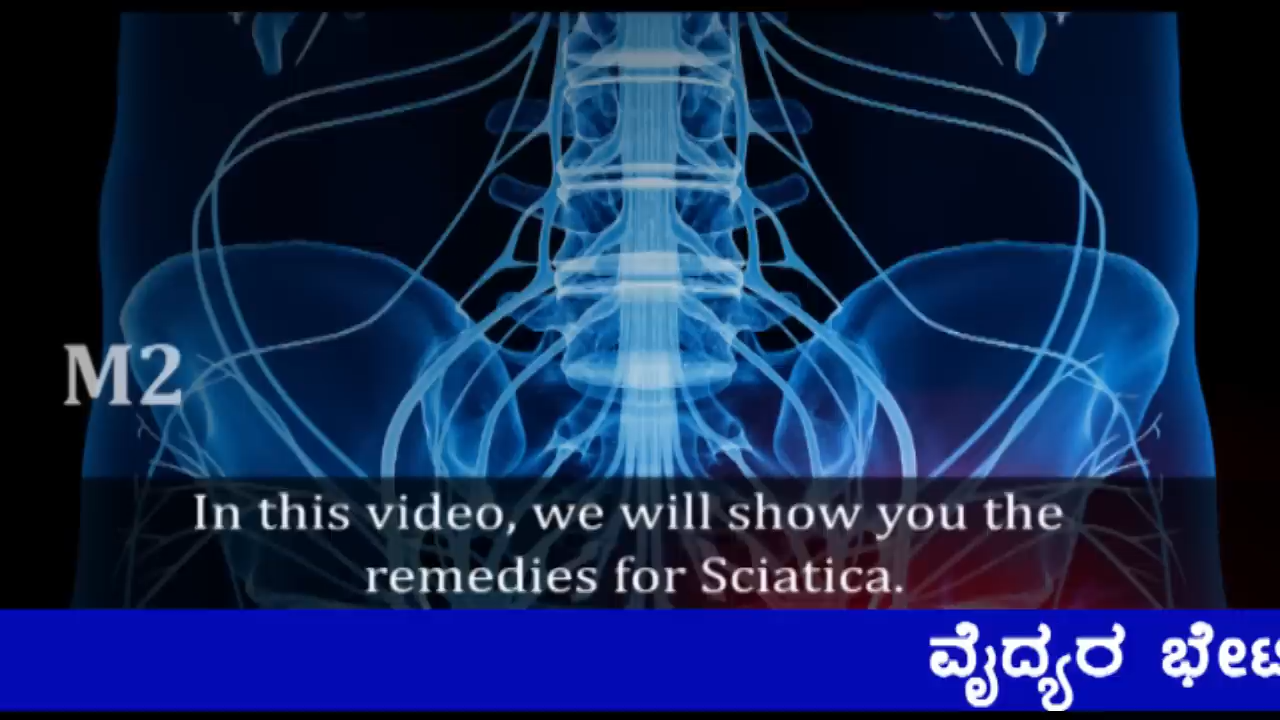 M2
In this video, we will show you the
remedies for Sciatica.
ವೈದ್ಯರ